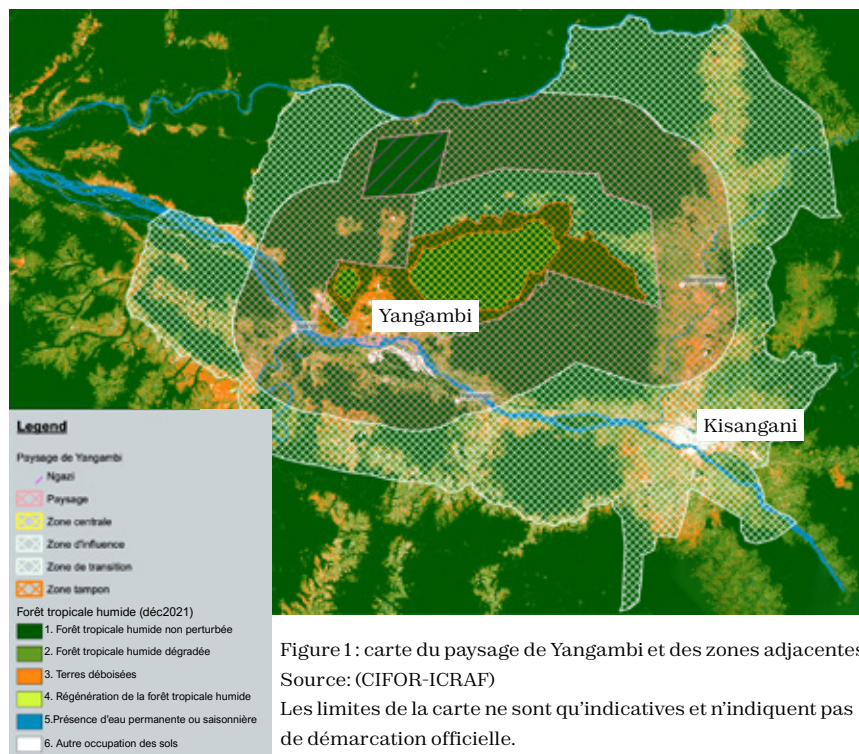 Yangambi
Kisangani
Legend
Paysage de Yangambi
Ngazi
Paysage
Zone centrale
Zone d'influence
Zone de transition
Zone tampon
Forêt tropicale humide (déc2021)
1. Forêt tropicale humide non perturbée
2. Forêt tropicale humide dégradée
3. Terres déboisées
4. Régénération de la forêt tropicale humide
5.Présence d'eau permanente ou saisonnière
6. Autre occupation des sols
Figure 1 : carte du paysage de Yangambi et des zones adjacentes
Source: (CIFOR-ICRAF)
Les limites de la carte ne sont qu'indicatives et n'indiquent pas
de démarcation officielle.